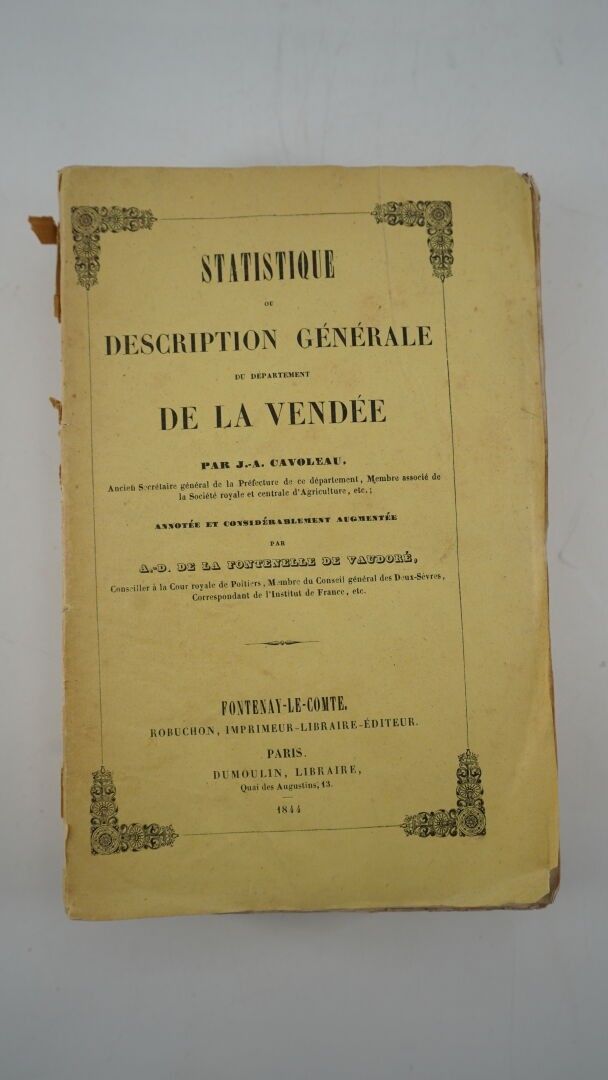 STATISTIQUE
OU
DESCRIPTION GÉNÉRALE
DU DÉPARTEMENT
DE LA VENDÉE
PAR J.-A. CAVOLEAU,
Ancien Secrétaire général de la Préfecture de ce département, Membre associé de
la Société royale et centrale d'Agriculture, etc.;
ANNOTÉE ET CONSIDÉRABLEMENT AUGMENTÉE
PAR
A.-D. DE LA FONTENELLE DE VAUDORÉ,
Conseiller à la Cour royale de Poitiers, Membre du Conseil général des Deux-Sèvres,
Correspondant de l'Institut de France, etc.
FONTENAY-LE-COMTE.
ROBUCHON, IMPRIMEUR-LIBRAIRE-ÉDITEUR.
PARIS.
DUMOULIN, LIBRAIRE,
Quai des Augustins, 13.
1844